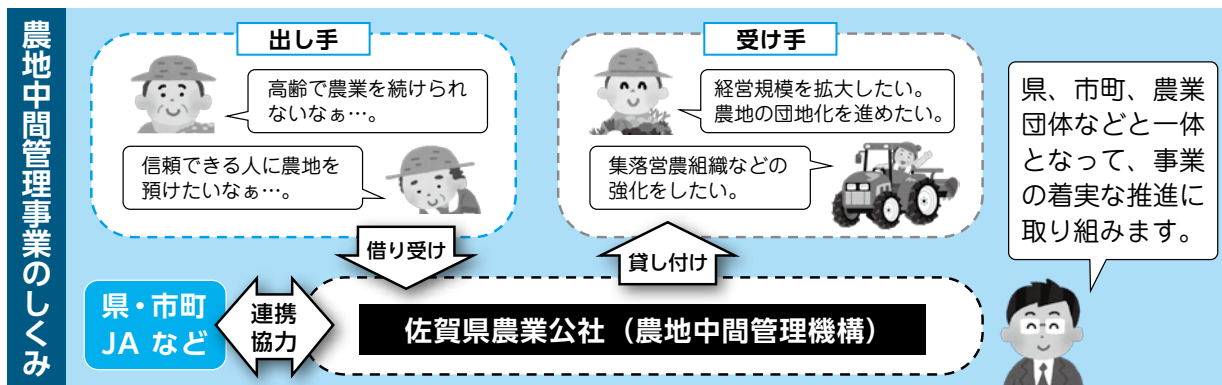 農地中間管理事業のしくみ
出し手
高齢で農業を続けられ
ないなぁ…。
信頼できる人に農地を
預けたいなぁ…。
受け手
経営規模を拡大したい。
農地の団地化を進めたい。
集落営農組織などの
強化をしたい。
県、市町、農業
団体などと一体
となって、事業
の着実な推進に
取り組みます。
借り受け
貸し付け
県・市町
JA など
連携
協力
佐賀県農業公社（農地中間管理機構）